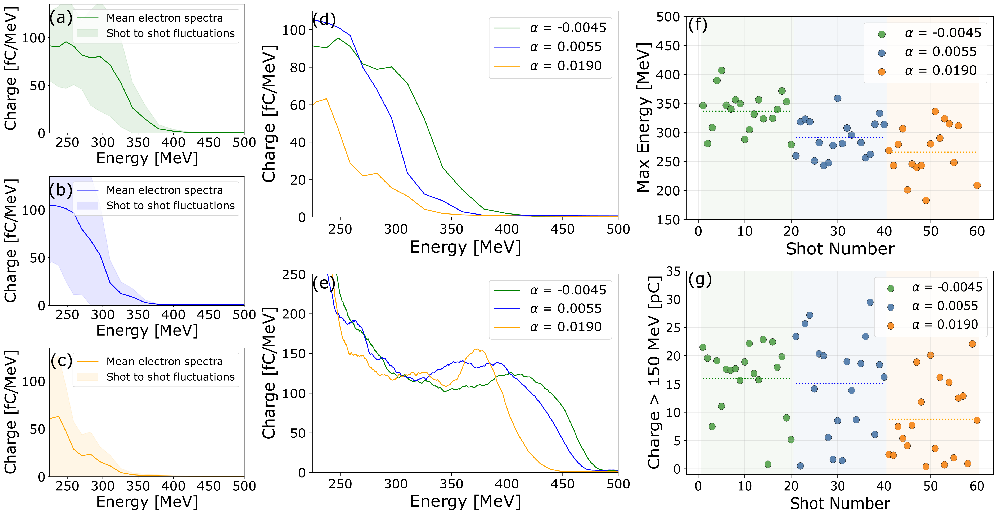 (a)
Mean electron spectra
Shot to shot fluctuations
Charge [fC/MeV]
100
50
0
250 300 350 400 450 500
Energy [MeV]
(b)
Mean electron spectra
Shot to shot fluctuations
Charge [fC/MeV]
100
50
0
250 300 350 400 450 500
Energy [MeV]
(c)
Mean electron spectra
Shot to shot fluctuations
Charge [fC/MeV]
100
50
0
250 300 350 400 450 500
Energy [MeV]
(d)
α = -0.0045
α = 0.0055
α = 0.0190
Charge [fC/MeV]
100
80
60
40
20
0
250 300 350 400 450 500
Energy [MeV]
(e)
α = -0.0045
α = 0.0055
α = 0.0190
Charge [fC/MeV]
250
200
150
100
50
0
250 300 350 400 450 500
Energy [MeV]
(f)
α = -0.0045
α = 0.0055
α = 0.0190
Max Energy [MeV]
500
450
400
350
300
250
200
150
0 10 20 30 40 50 60
Shot Number
(g)
α = -0.0045
α = 0.0055
α = 0.0190
Charge > 150 MeV [pC]
35
30
25
20
15
10
5
0
0 10 20 30 40 50 60
Shot Number